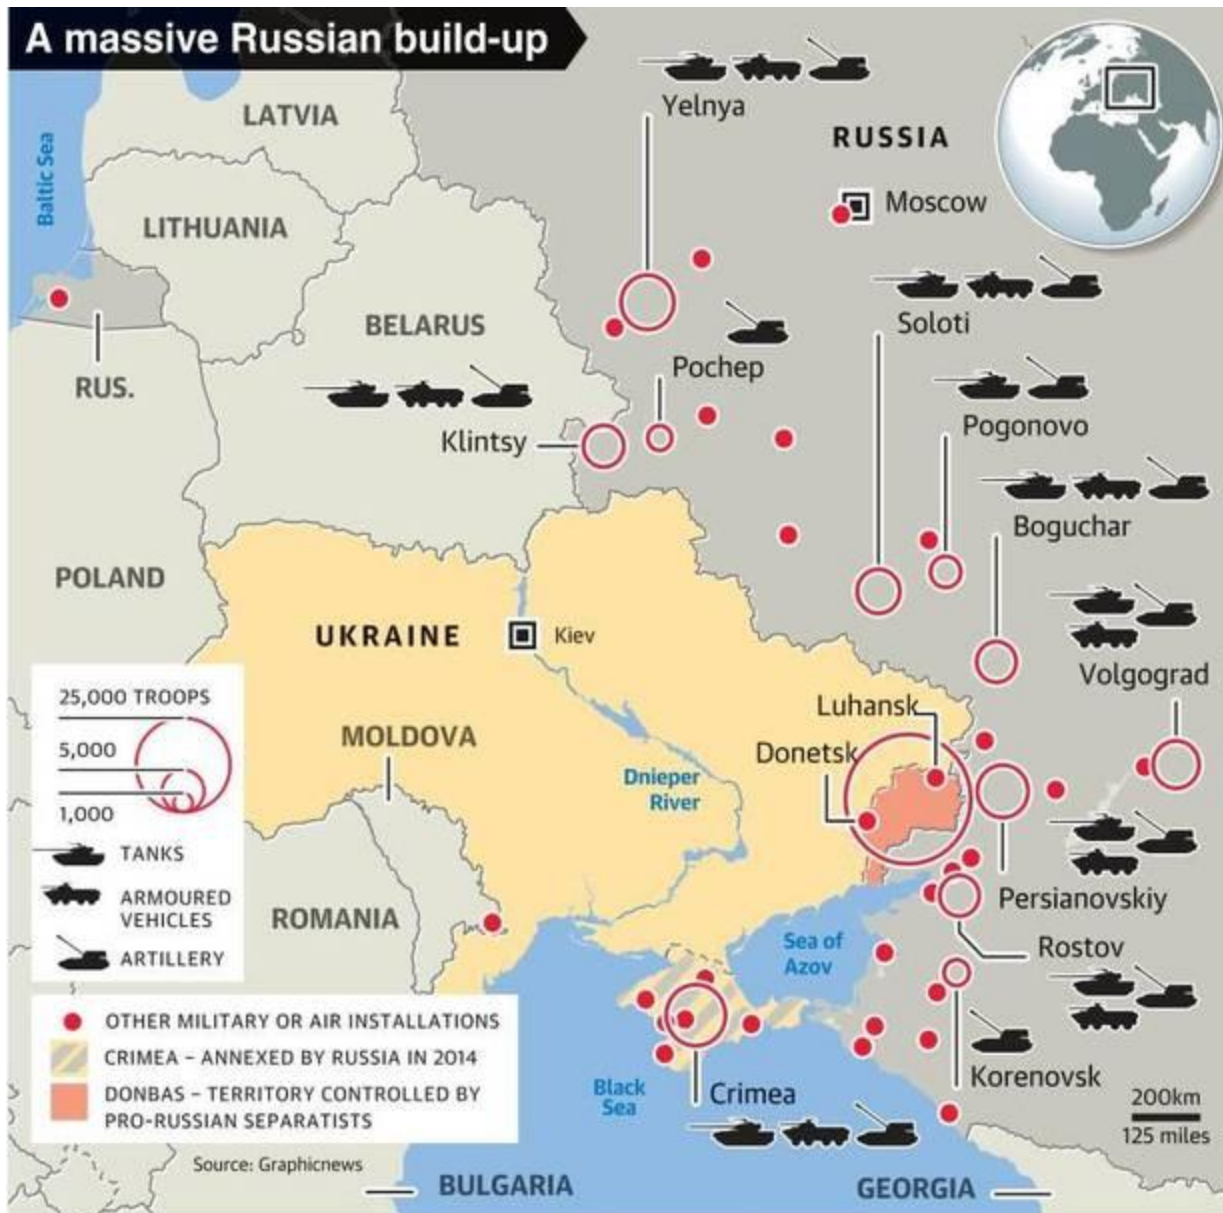 A massive Russian build-up
Yelnya
LATVIA
RUSSIA
Baltic Sea
Moscow
LITHUANIA
Soloti
BELARUS
Pochep
RUS.
Pogonovo
Klintsy
Boguchar
POLAND
UKRAINE
Kiev
Volgograd
25,000 TROOPS
5,000
1,000
TANKS
ARMOURED
VEHICLES
ARTILLERY
Luhansk
MOLDOVA
Donetsk
Dnieper
River
Persianovskiy
ROMANIA
Sea of
Azov
Rostov
OTHER MILITARY OR AIR INSTALLATIONS
CRIMEA – ANNEXED BY RUSSIA IN 2014
DONBAS – TERRITORY CONTROLLED BY
PRO-RUSSIAN SEPARATISTS
Black
Sea
Crimea
Korenovsk
200km
125 miles
Source: Graphicnews
BULGARIA
GEORGIA